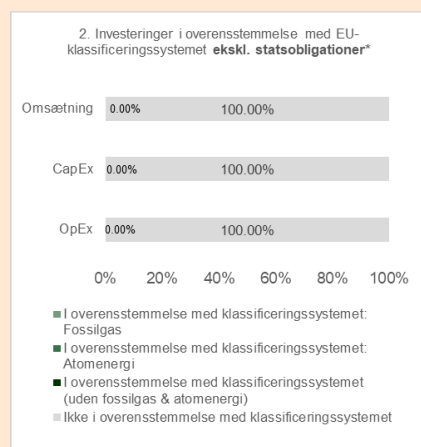 2. Investeringer i overensstemmelse med EU-
klassificeringssystemet ekskl. statsobligationer*
Omsætning 0.00% 100.00%
CapEx 0.00% 100.00%
OpEx 0.00% 100.00%
0% 20% 40% 60% 80% 100%
I overensstemmelse med klassificeringssystemet:
Fossilgas
I overensstemmelse med klassificeringssystemet:
Atomenergi
I overensstemmelse med klassificeringssystemet
(uden fossilgas & atomenergi)
Ikke i overensstemmelse med klassificeringssystemet